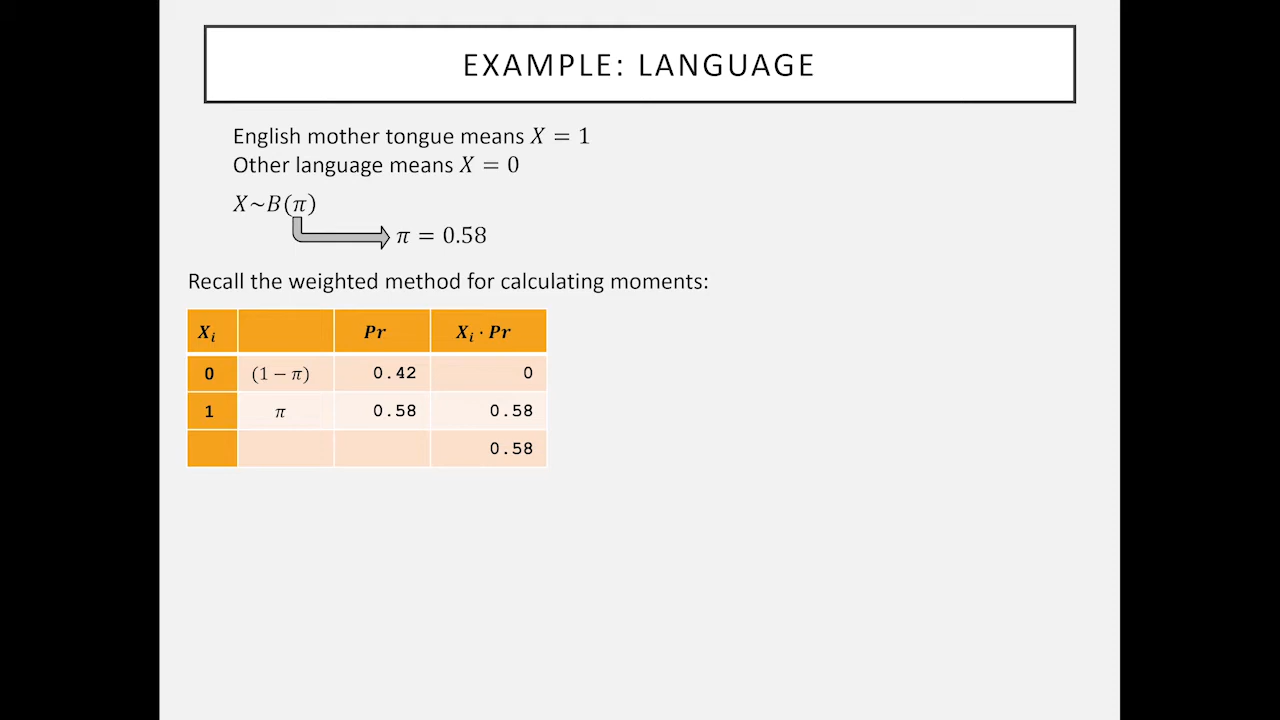 EXAMPLE: LANGUAGE
English mother tongue means X = 1
Other language means X = 0
X~B(π)
π = 0.58
Recall the weighted method for calculating moments:
Xᵢ Pr Xᵢ · Pr
0 (1 − π) 0.42 0
1 π 0.58 0.58
0.58